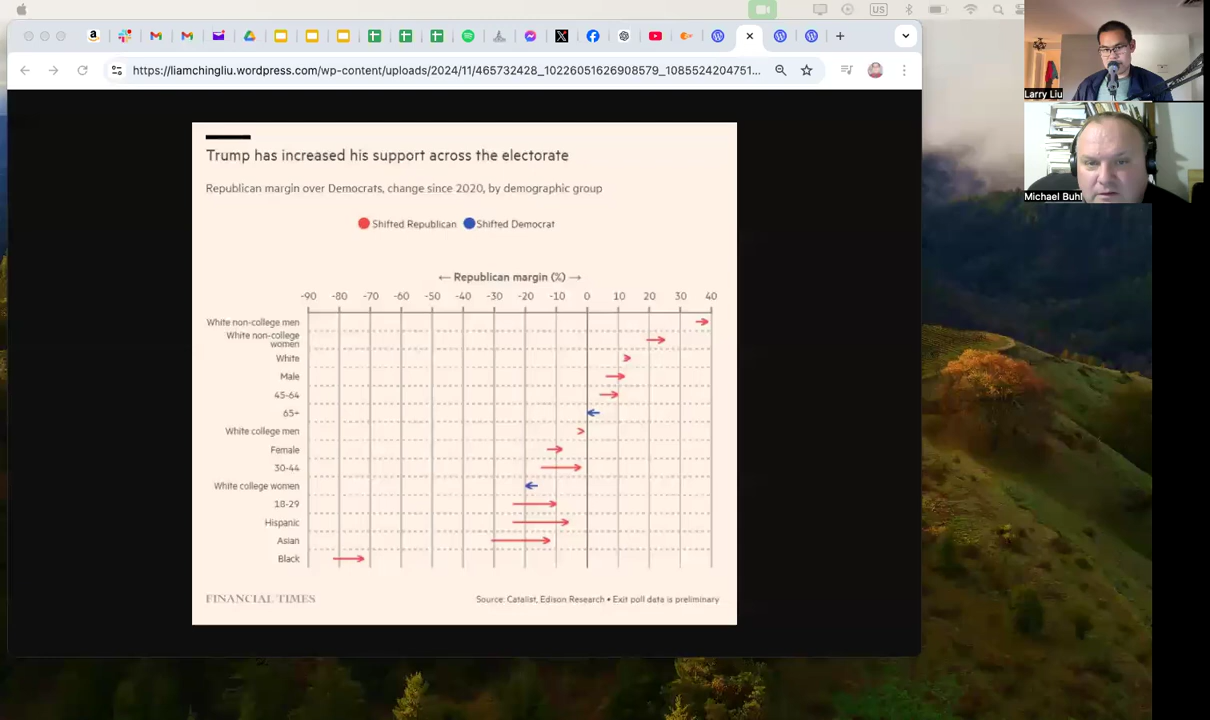 US
https://liamchingliu.wordpress.com/wp-content/uploads/2024/11/465732428_10226051626908579_1085524204751...
Larry Liu
Michael Buhl
Trump has increased his support across the electorate
Republican margin over Democrats, change since 2020, by demographic group
Shifted Republican Shifted Democrat
← Republican margin (%) →
-90 -80 -70 -60 -50 -40 -30 -20 -10 0 10 20 30 40
White non-college men
White non-college
women
White
Male
45-64
65+
White college men
Female
30-44
White college women
18-29
Hispanic
Asian
Black
FINANCIAL TIMES
Source: Catalist, Edison Research • Exit poll data is preliminary